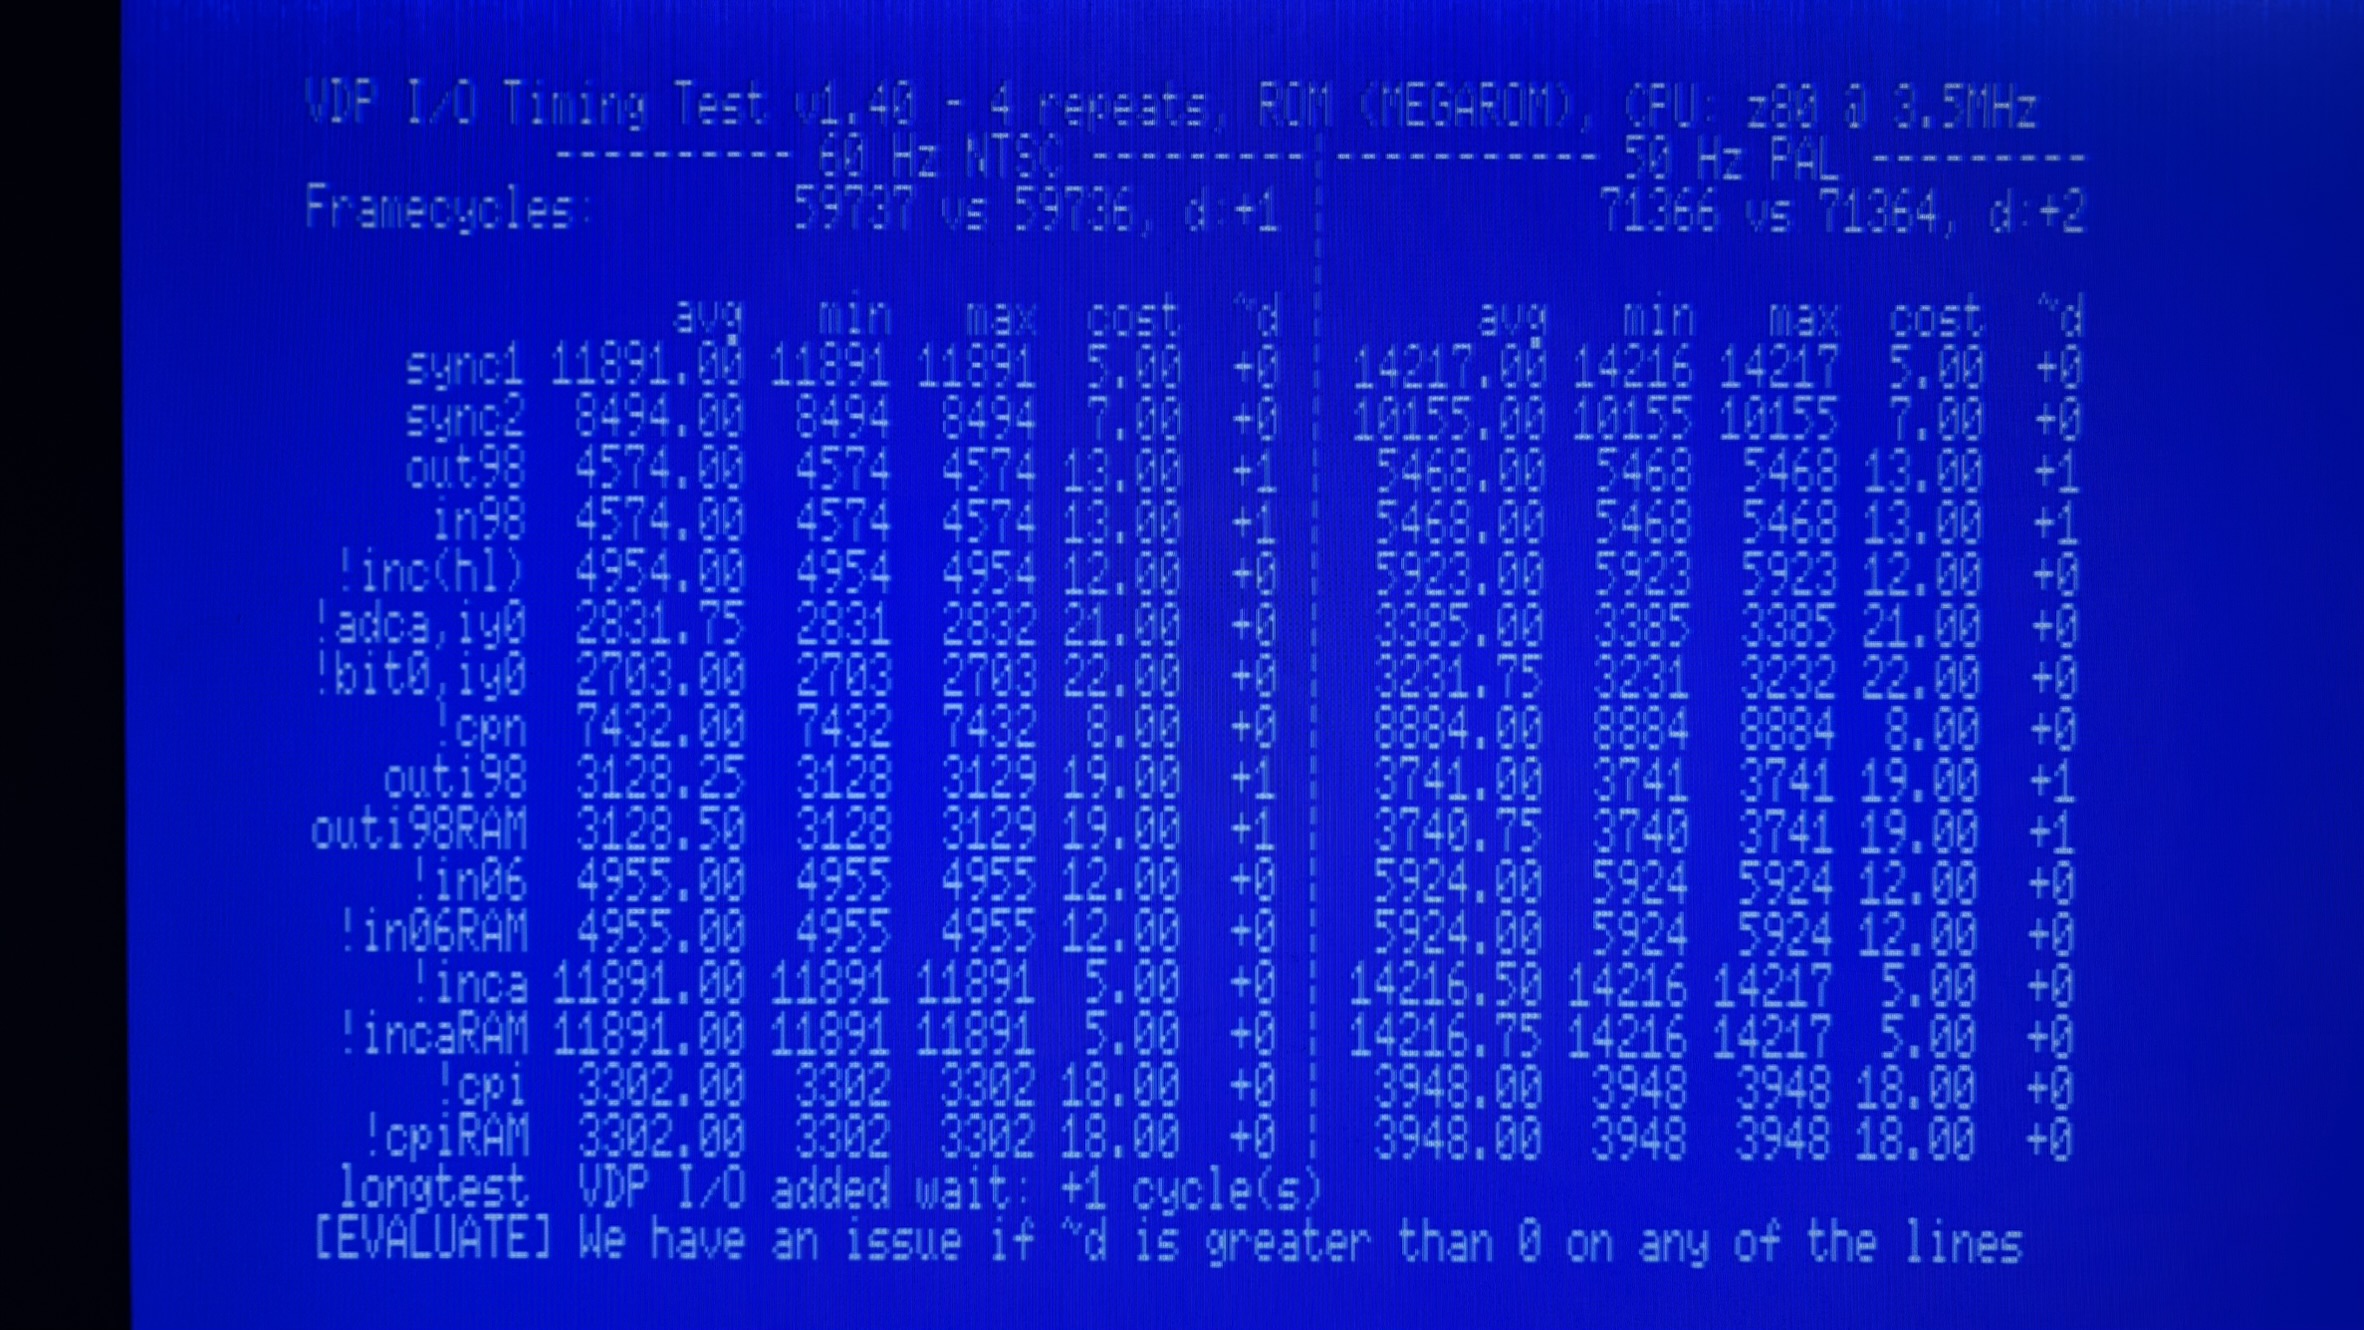 VDP I/O Timing Test v1.40 - 4 repeats, ROM (MEGAROM), CPU: z80 @ 3.5MHz
---------- 60 Hz NTSC ---------¦----------- 50 Hz PAL ---------
Framecycles: 59737 vs 59736, d:+1 ¦ 71366 vs 71364, d:+2
avg min max cost ~d ¦ avg min max cost ~d
sync1 11891.00 11891 11891 5.00 +0 ¦ 14217.00 14216 14217 5.00 +0
sync2 8494.00 8494 8494 7.00 +0 ¦ 10155.00 10155 10155 7.00 +0
out98 4574.00 4574 4574 13.00 +1 ¦ 5468.00 5468 5468 13.00 +1
in98 4574.00 4574 4574 13.00 +1 ¦ 5468.00 5468 5468 13.00 +1
!inc(hl) 4954.00 4954 4954 12.00 +0 ¦ 5923.00 5923 5923 12.00 +0
!adca,iy0 2831.75 2831 2832 21.00 +0 ¦ 3385.00 3385 3385 21.00 +0
!bit0,iy0 2703.00 2703 2703 22.00 +0 ¦ 3231.75 3231 3232 22.00 +0
!cpn 7432.00 7432 7432 8.00 +0 ¦ 8884.00 8884 8884 8.00 +0
outi98 3128.25 3128 3129 19.00 +1 ¦ 3741.00 3741 3741 19.00 +1
outi98RAM 3128.50 3128 3129 19.00 +1 ¦ 3740.75 3740 3741 19.00 +1
!in06 4955.00 4955 4955 12.00 +0 ¦ 5924.00 5924 5924 12.00 +0
!in06RAM 4955.00 4955 4955 12.00 +0 ¦ 5924.00 5924 5924 12.00 +0
!inca 11891.00 11891 11891 5.00 +0 ¦ 14216.50 14216 14217 5.00 +0
!incaRAM 11891.00 11891 11891 5.00 +0 ¦ 14216.75 14216 14217 5.00 +0
!cpi 3302.00 3302 3302 18.00 +0 ¦ 3948.00 3948 3948 18.00 +0
!cpiRAM 3302.00 3302 3302 18.00 +0 ¦ 3948.00 3948 3948 18.00 +0
longtest VDP I/O added wait: +1 cycle(s)
[EVALUATE] We have an issue if ~d is greater than 0 on any of the lines